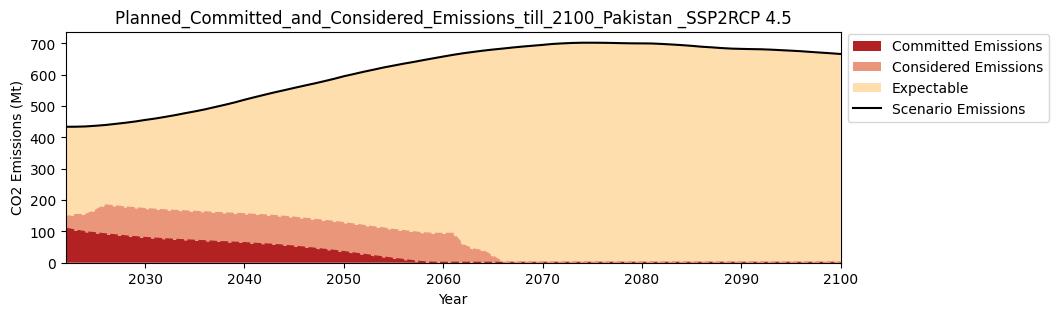 Planned_Committed_and_Considered_Emissions_till_2100_Pakistan _SSP2RCP 4.5
700
600
500
400
300
200
100
0
CO2 Emissions (Mt)
2030 2040 2050 2060 2070 2080 2090 2100
Year
Committed Emissions
Considered Emissions
Expectable
Scenario Emissions